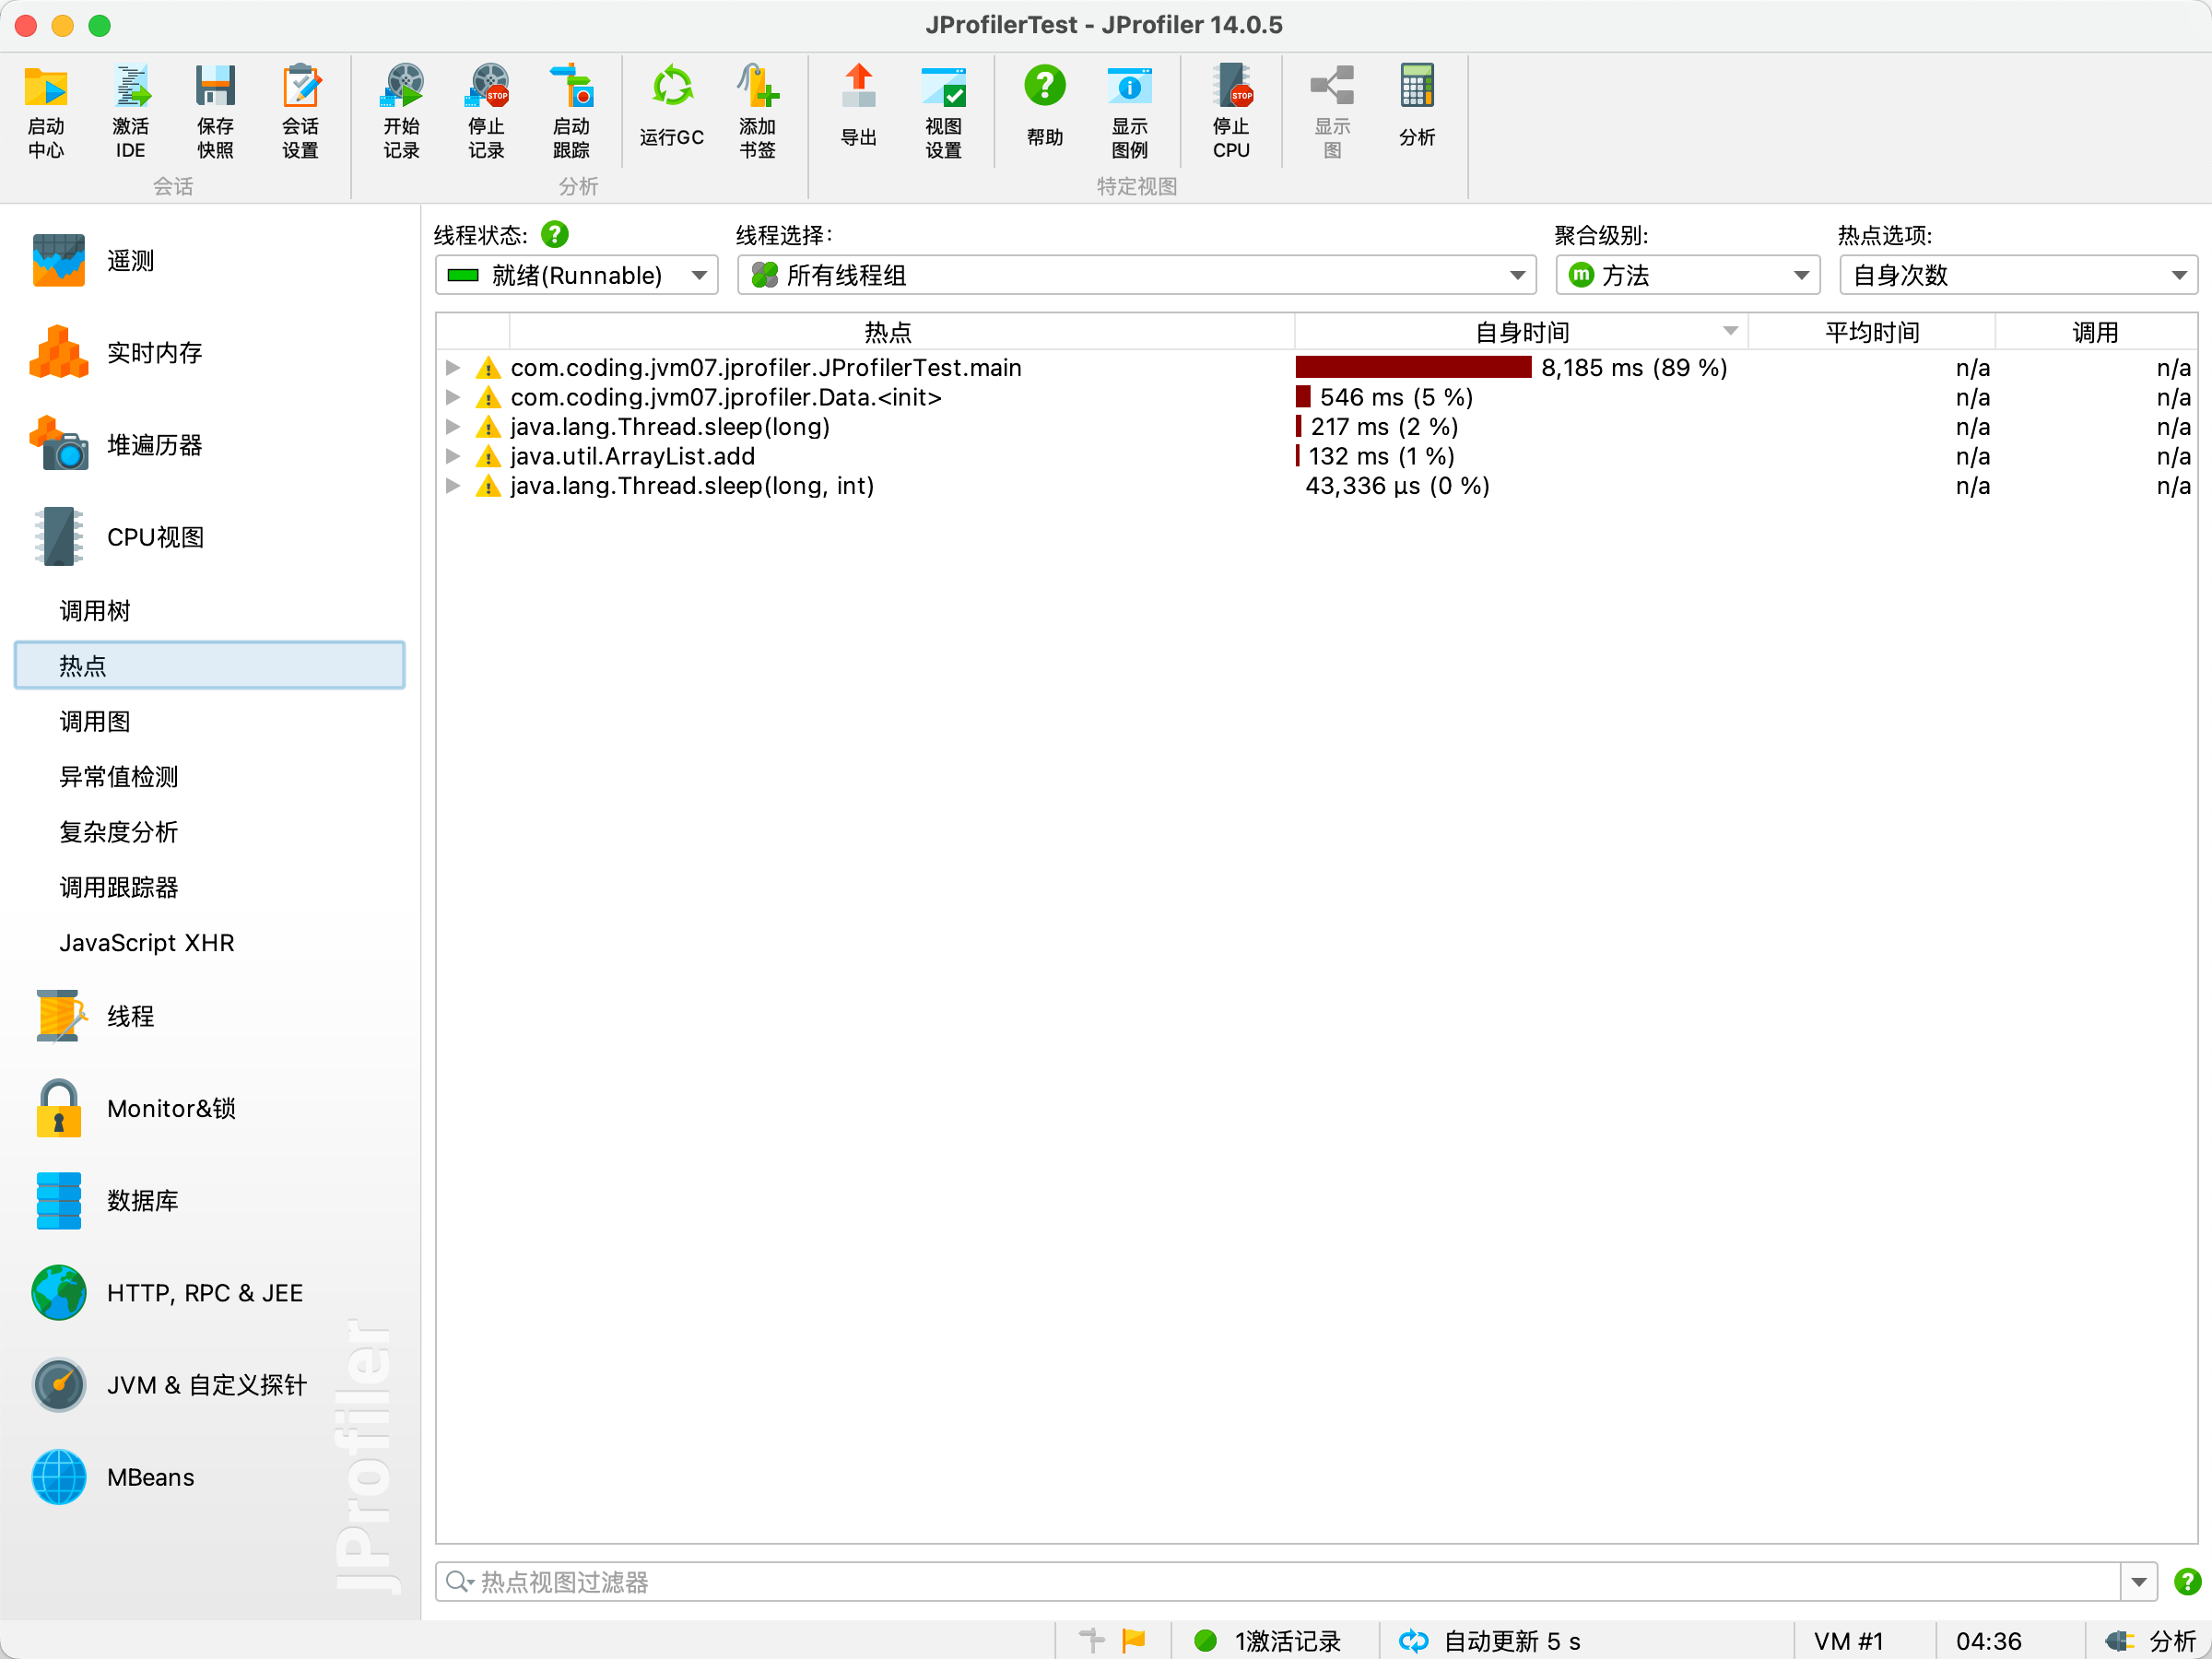 JProfilerTest - JProfiler 14.0.5
启动
中心
激活
IDE
保存
快照
会话
设置
开始
记录
停止
记录
启动
跟踪
运行GC
添加
书签
导出
视图
设置
帮助
显示
图例
停止
CPU
显示
图
分析
会话
分析
特定视图
遥测
实时内存
堆遍历器
CPU视图
调用树
热点
调用图
异常值检测
复杂度分析
调用跟踪器
JavaScript XHR
线程
Monitor&锁
数据库
HTTP, RPC & JEE
JVM & 自定义探针
MBeans
JProfiler
线程状态:
线程选择:
聚合级别:
热点选项:
就绪(Runnable)
所有线程组
m 方法
自身次数
热点 自身时间 平均时间 调用
com.coding.jvm07.jprofiler.JProfilerTest.main 8,185 ms (89 %) n/a n/a
com.coding.jvm07.jprofiler.Data.<init> 546 ms (5 %) n/a n/a
java.lang.Thread.sleep(long) 217 ms (2 %) n/a n/a
java.util.ArrayList.add 132 ms (1 %) n/a n/a
java.lang.Thread.sleep(long, int) 43,336 µs (0 %) n/a n/a
热点视图过滤器
1激活记录 自动更新 5 s VM #1 04:36 分析